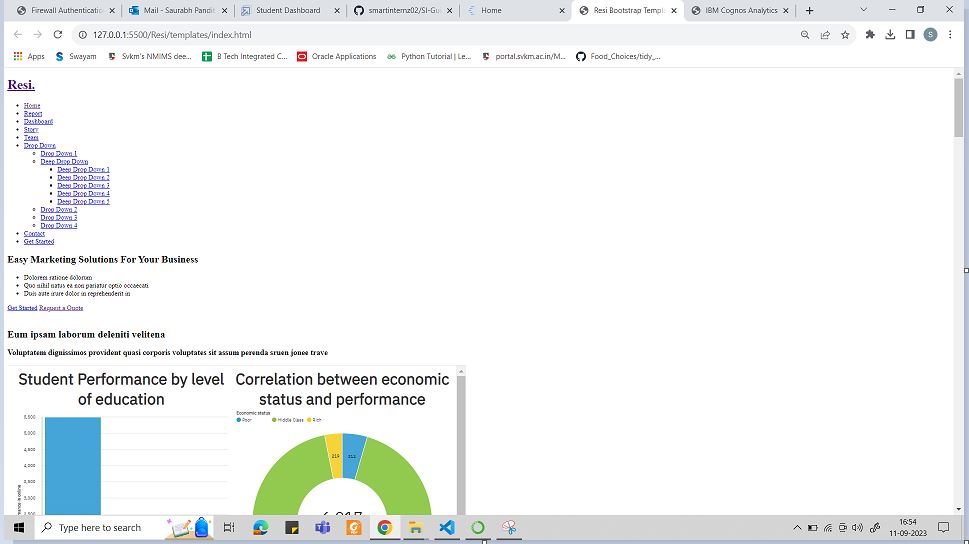 Firewall Authentication
Mail - Saurabh Pandit
Student Dashboard
smartinternz02/SI-Gui
Home
Resi Bootstrap Templ
IBM Cognos Analytics
127.0.0.1:5500/Resi/templates/index.html
S
Apps
Swayam
Svkm's NMIMS dee...
B Tech Integrated C...
Oracle Applications
Python Tutorial | Le...
portal.svkm.ac.in/M...
Food_Choices/tidy_...
Resi.
Home
Report
Dashboard
Story
Team
Drop Down
Drop Down 1
Deep Drop Down
Deep Drop Down 1
Deep Drop Down 2
Deep Drop Down 3
Deep Drop Down 4
Deep Drop Down 5
Drop Down 2
Drop Down 3
Drop Down 4
Contact
Get Started
Easy Marketing Solutions For Your Business
Dolorem ratione dolorum
Quo nihil natus ea non pariatur optio occaecati
Duis aute irure dolor in reprehenderit in
Get Started Request a Quote
Eum ipsam laborum deleniti velitena
Voluptatem dignissimos provident quasi corporis voluptates sit assum perenda sruen jonee trave
Student Performance by level
of education
5,500
5,000
4,500
4,000
3,500
3,000
2,500
Correlation between economic
status and performance
Economic status
Poor
Middle Class
Rich
219
312
Type here to search
16:54
11-09-2023